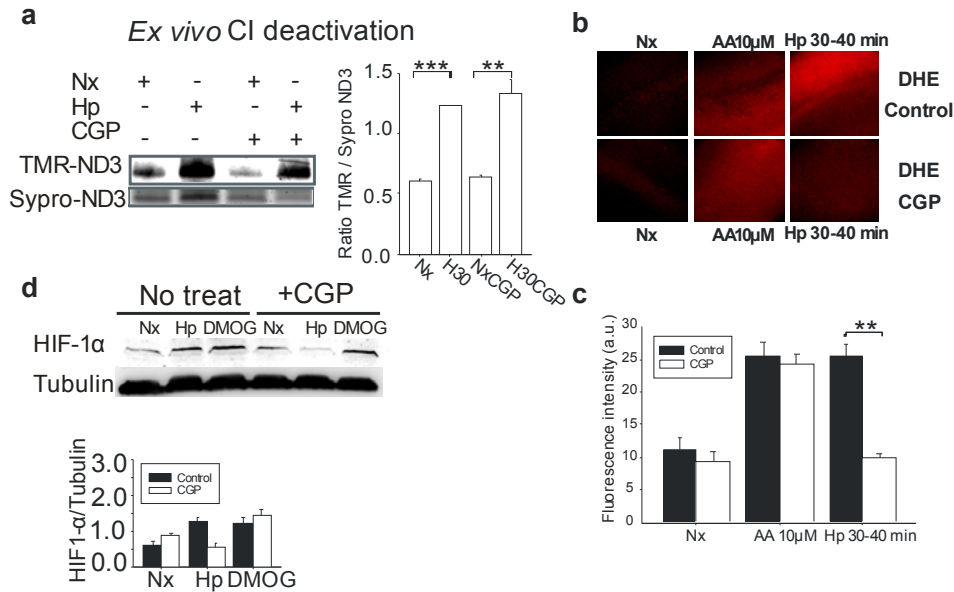 a
Ex vivo CI deactivation
Nx + - + -
Hp - + - +
CGP - - + +
TMR-ND3
Sypro-ND3
Ratio TMR / Sypro ND3
1.5
1.0
0.5
0.0
*** **
Nx H30 NxCGP H30CGP
b
Nx AA10µM Hp 30-40 min
DHE
Control
DHE
CGP
Nx AA10µM Hp 30-40 min
d
No treat +CGP
Nx Hp DMOG Nx Hp DMOG
HIF-1α
Tubulin
HIF1-α/Tubulin
3.0
2.0
1.0
0.0
Control
CGP
Nx Hp DMOG
c
Fluorescence intensity (a.u.)
30
25
20
15
10
5
0
Control
CGP
**
Nx AA 10µM Hp 30-40 min